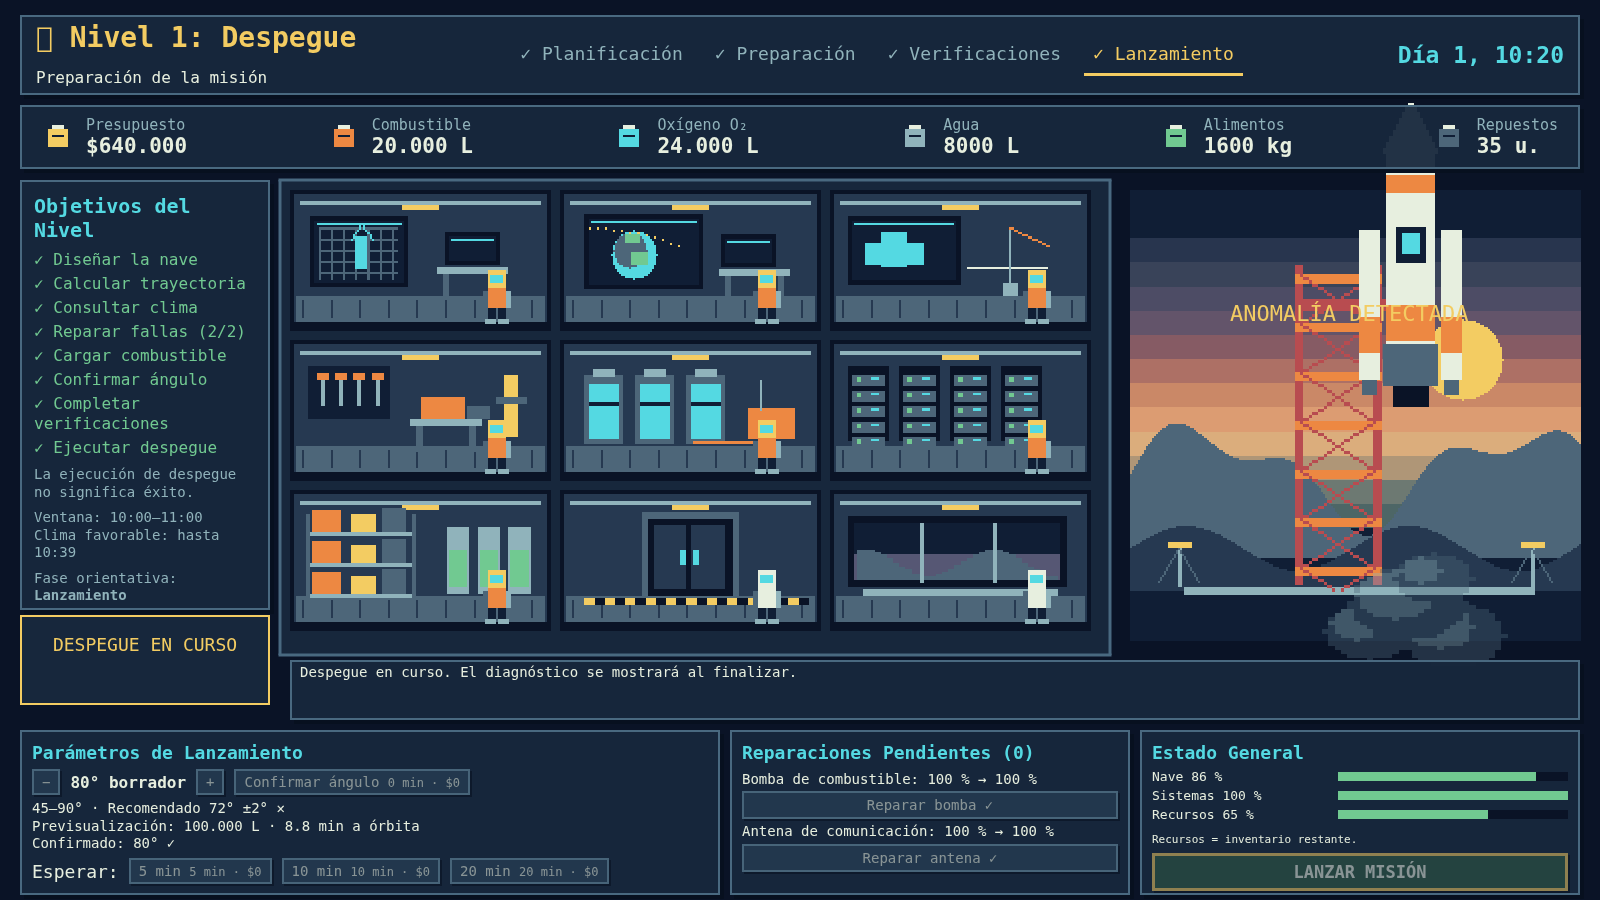 Nivel 1: Despegue
Preparación de la misión
✓ Planificación ✓ Preparación ✓ Verificaciones ✓ Lanzamiento
Día 1, 10:20
Presupuesto
$640.000
Combustible
20.000 L
Oxígeno O₂
24.000 L
Agua
8000 L
Alimentos
1600 kg
Repuestos
35 u.
Objetivos del
Nivel
✓ Diseñar la nave
✓ Calcular trayectoria
✓ Consultar clima
✓ Reparar fallas (2/2)
✓ Cargar combustible
✓ Confirmar ángulo
✓ Completar
verificaciones
✓ Ejecutar despegue
La ejecución de despegue
no significa éxito.
Ventana: 10:00–11:00
Clima favorable: hasta
10:39
Fase orientativa:
Lanzamiento
DESPEGUE EN CURSO
ANOMALÍA DETECTADA
Despegue en curso. El diagnóstico se mostrará al finalizar.
Parámetros de Lanzamiento
− 80° borrador + Confirmar ángulo 0 min · $0
45–90° · Recomendado 72° ±2° ×
Previsualización: 100.000 L · 8.8 min a órbita
Confirmado: 80° ✓
Esperar: 5 min 5 min · $0 10 min 10 min · $0 20 min 20 min · $0
Reparaciones Pendientes (0)
Bomba de combustible: 100 % → 100 %
Reparar bomba ✓
Antena de comunicación: 100 % → 100 %
Reparar antena ✓
Estado General
Nave 86 %
Sistemas 100 %
Recursos 65 %
Recursos = inventario restante.
LANZAR MISIÓN